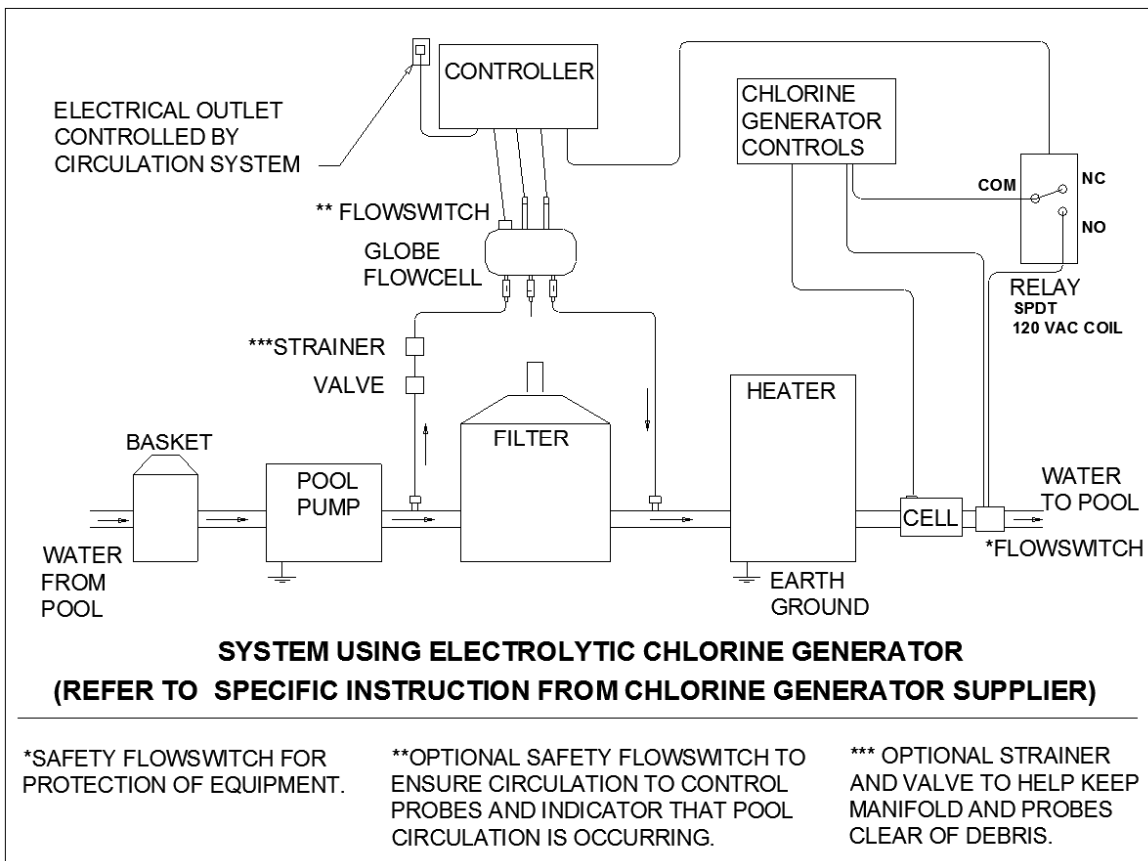 CONTROLLER
ELECTRICAL OUTLET
CONTROLLED BY
CIRCULATION SYSTEM
CHLORINE
GENERATOR
CONTROLS
COM
NC
NO
RELAY
SPDT
120 VAC COIL
** FLOWSWITCH
GLOBE
FLOWCELL
***STRAINER
VALVE
BASKET
POOL
PUMP
FILTER
HEATER
CELL
WATER
TO POOL
*FLOWSWITCH
WATER
FROM
POOL
EARTH
GROUND
SYSTEM USING ELECTROLYTIC CHLORINE GENERATOR
(REFER TO SPECIFIC INSTRUCTION FROM CHLORINE GENERATOR SUPPLIER)
*SAFETY FLOWSWITCH FOR
PROTECTION OF EQUIPMENT.
**OPTIONAL SAFETY FLOWSWITCH TO
ENSURE CIRCULATION TO CONTROL
PROBES AND INDICATOR THAT POOL
CIRCULATION IS OCCURRING.
*** OPTIONAL STRAINER
AND VALVE TO HELP KEEP
MANIFOLD AND PROBES
CLEAR OF DEBRIS.